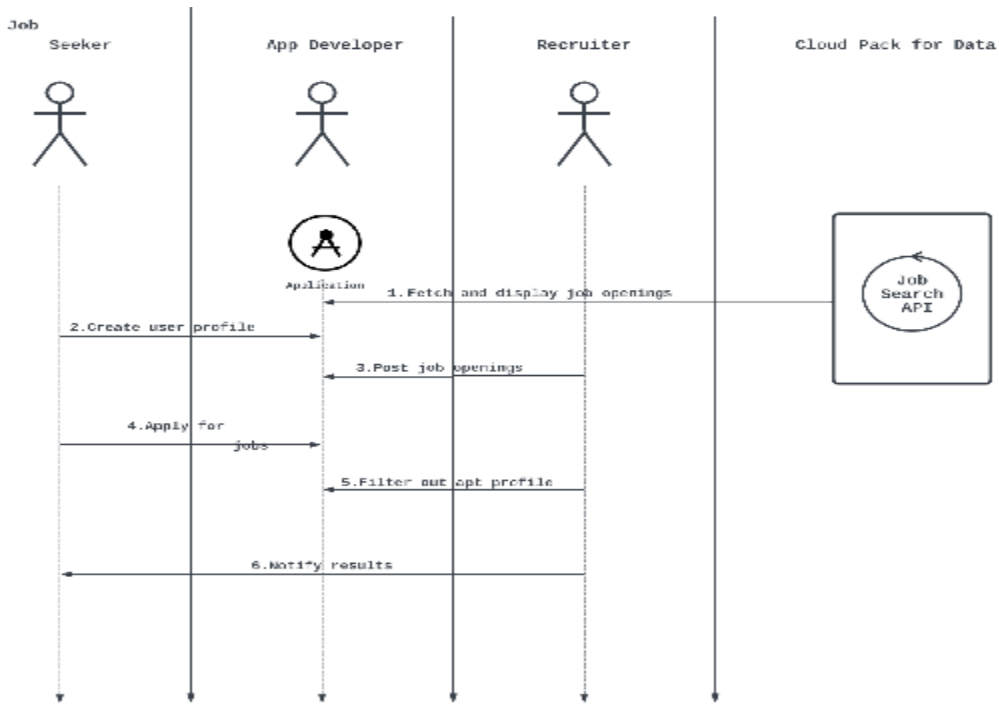 Job
Seeker
App Developer
Recruiter
Cloud Pack for Data
Application
1.Fetch and display job openings
Job
Search
API
2.Create user profile
3.Post job openings
4.Apply for
jobs
5.Filter out apt profile
6.Notify results